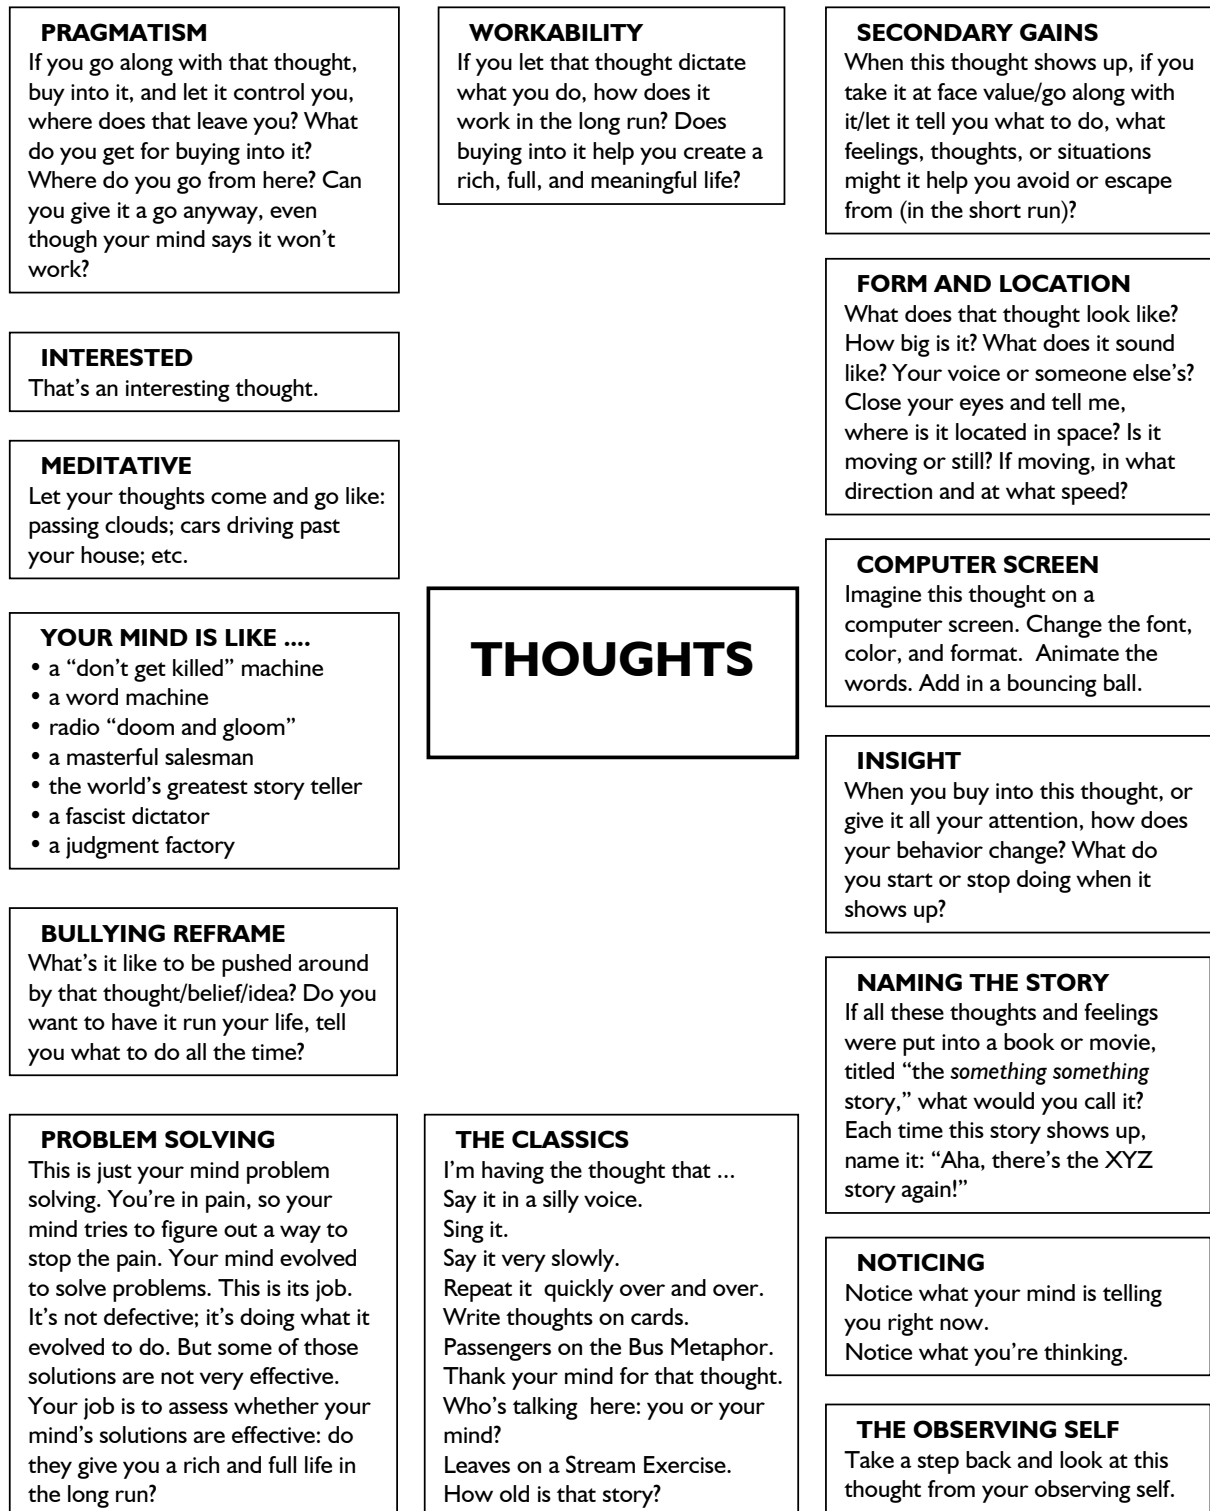 PRAGMATISM
If you go along with that thought,
buy into it, and let it control you,
where does that leave you? What
do you get for buying into it?
Where do you go from here? Can
you give it a go anyway, even
though your mind says it won’t
work?
INTERESTED
That’s an interesting thought.
MEDITATIVE
Let your thoughts come and go like:
passing clouds; cars driving past
your house; etc.
YOUR MIND IS LIKE ....
• a “don’t get killed” machine
• a word machine
• radio “doom and gloom”
• a masterful salesman
• the world’s greatest story teller
• a fascist dictator
• a judgment factory
BULLYING REFRAME
What’s it like to be pushed around
by that thought/belief/idea? Do you
want to have it run your life, tell
you what to do all the time?
PROBLEM SOLVING
This is just your mind problem
solving. You’re in pain, so your
mind tries to figure out a way to
stop the pain. Your mind evolved
to solve problems. This is its job.
It’s not defective; it’s doing what it
evolved to do. But some of those
solutions are not very effective.
Your job is to assess whether your
mind’s solutions are effective: do
they give you a rich and full life in
the long run?
WORKABILITY
If you let that thought dictate
what you do, how does it
work in the long run? Does
buying into it help you create a
rich, full, and meaningful life?
THOUGHTS
THE CLASSICS
I’m having the thought that ...
Say it in a silly voice.
Sing it.
Say it very slowly.
Repeat it  quickly over and over.
Write thoughts on cards.
Passengers on the Bus Metaphor.
Thank your mind for that thought.
Who’s talking  here: you or your
mind?
Leaves on a Stream Exercise.
How old is that story?
SECONDARY GAINS
When this thought shows up, if you
take it at face value/go along with
it/let it tell you what to do, what
feelings, thoughts, or situations
might it help you avoid or escape
from (in the short run)?
FORM AND LOCATION
What does that thought look like?
How big is it? What does it sound
like? Your voice or someone else’s?
Close your eyes and tell me,
where is it located in space? Is it
moving or still? If moving, in what
direction and at what speed?
COMPUTER SCREEN
Imagine this thought on a
computer screen. Change the font,
color, and format.  Animate the
words. Add in a bouncing ball.
INSIGHT
When you buy into this thought, or
give it all your attention, how does
your behavior change? What do
you start or stop doing when it
shows up?
NAMING THE STORY
If all these thoughts and feelings
were put into a book or movie,
titled “the something something
story,” what would you call it?
Each time this story shows up,
name it: “Aha, there’s the XYZ
story again!”
NOTICING
Notice what your mind is telling
you right now.
Notice what you’re thinking.
THE OBSERVING SELF
Take a step back and look at this
thought from your observing self.